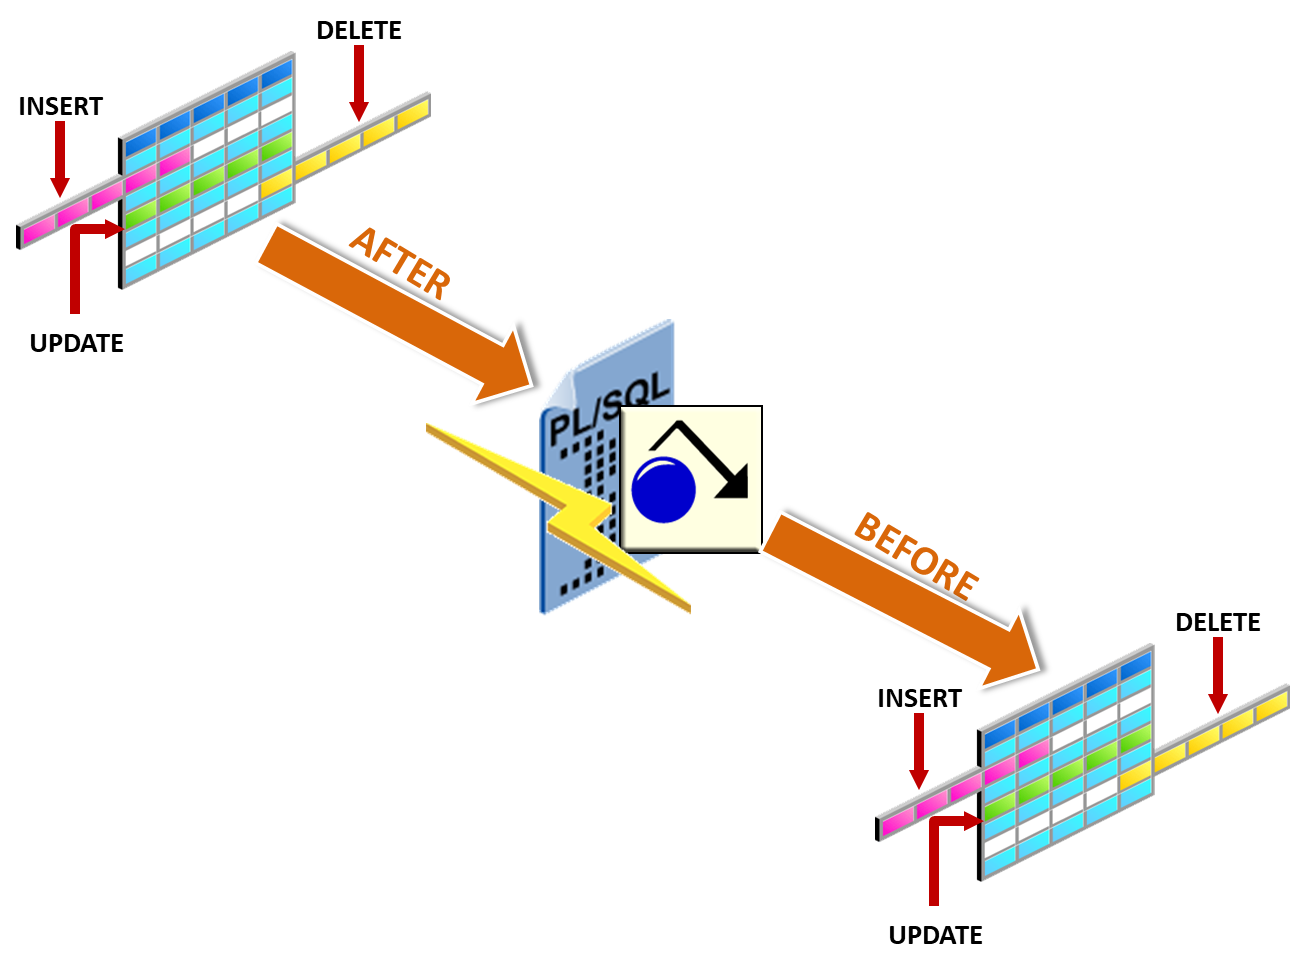 DELETE
INSERT
UPDATE
AFTER
PL/SQL
BEFORE
DELETE
INSERT
UPDATE